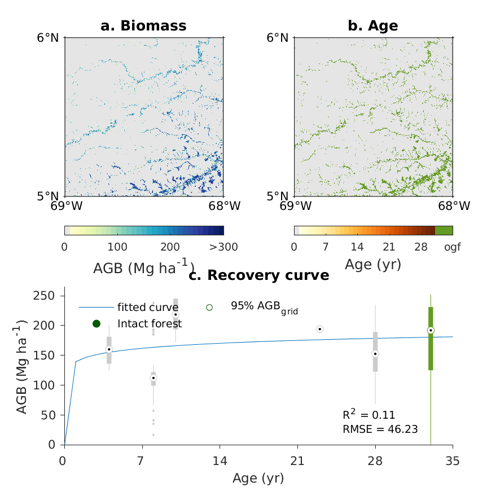 a. Biomass
b. Age
6°N
5°N
69°W
68°W
6°N
5°N
69°W
68°W
0
100
200
>300
AGB (Mg ha⁻¹)
0
7
14
21
28
ogf
Age (yr)
c. Recovery curve
AGB (Mg ha⁻¹)
250
200
150
100
50
0
fitted curve
Intact forest
95% AGB_grid
R² = 0.11
RMSE = 46.23
0
7
14
21
28
35
Age (yr)